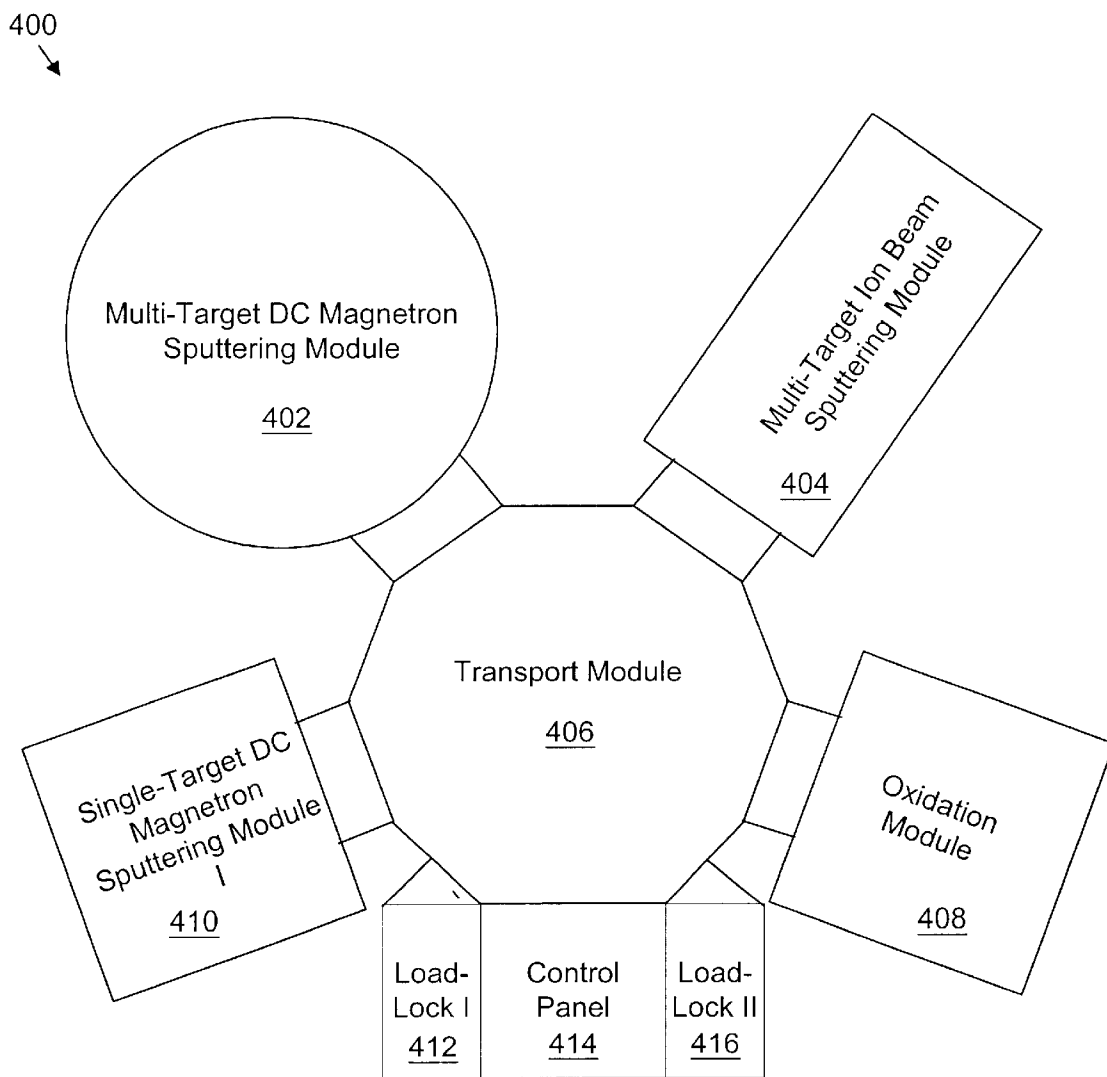 400
Multi-Target DC Magnetron
Sputtering Module
402
Multi-Target Ion Beam
Sputtering Module
404
Transport Module
406
Single-Target DC
Magnetron
Sputtering Module
I
410
Oxidation
Module
408
Load-
Lock I
412
Control
Panel
414
Load-
Lock II
416